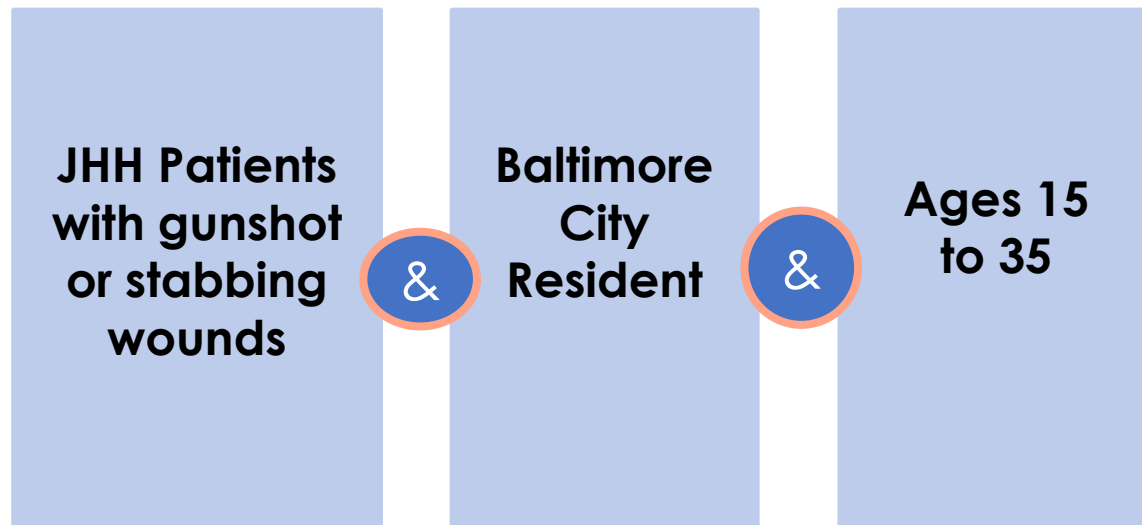 JHH Patients
with gunshot
or stabbing
wounds
&
Baltimore
City
Resident
&
Ages 15
to 35